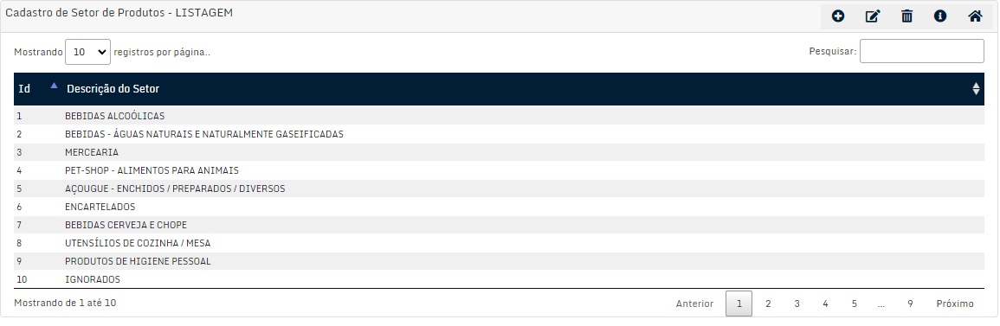 Cadastro de Setor de Produtos - LISTAGEM
Mostrando 10 registros por página.. Pesquisar:
Id Descrição do Setor
1 BEBIDAS ALCOÓLICAS
2 BEBIDAS - ÁGUAS NATURAIS E NATURALMENTE GASEIFICADAS
3 MERCEARIA
4 PET-SHOP - ALIMENTOS PARA ANIMAIS
5 AÇOUGUE - ENCHIDOS / PREPARADOS / DIVERSOS
6 ENCARTELADOS
7 BEBIDAS CERVEJA E CHOPE
8 UTENSÍLIOS DE COZINHA / MESA
9 PRODUTOS DE HIGIENE PESSOAL
10 IGNORADOS
Mostrando de 1 até 10 Anterior 1 2 3 4 5 ... 9 Próximo